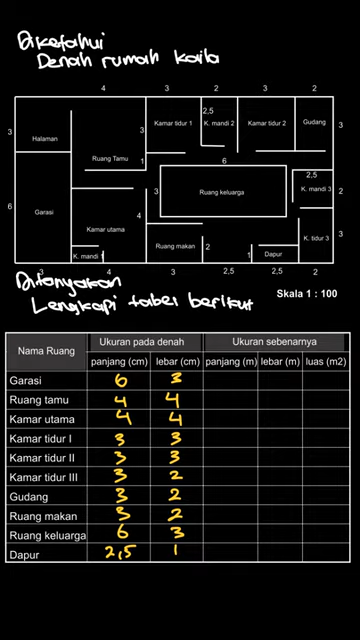 Diketahui
Denah rumah kaila
4 3 2 3 2
2,5
Kamar tidur 1 K. mandi 2 Kamar tidur 2 Gudang
3 Halaman 3 3
Ruang Tamu 1 6
2,5
6 3 Ruang keluarga K. mandi 3 2
Garasi 4
Kamar utama
K. tidur 3 3
Ruang makan 2 1 Dapur
K. mandi 1
3 4 3 2 2,5 2,5 2
Ditanyakan
Skala 1 : 100
Lengkapi tabel berikut
Nama Ruang Ukuran pada denah Ukuran sebenarnya
panjang (cm) lebar (cm) panjang (m) lebar (m) luas (m2)
Garasi 6 3
Ruang tamu 4 4
Kamar utama 4 4
Kamar tidur I 3 3
Kamar tidur II 3 3
Kamar tidur III 3 2
Gudang 3 2
Ruang makan 3 2
Ruang keluarga 6 3
Dapur 2,5 1